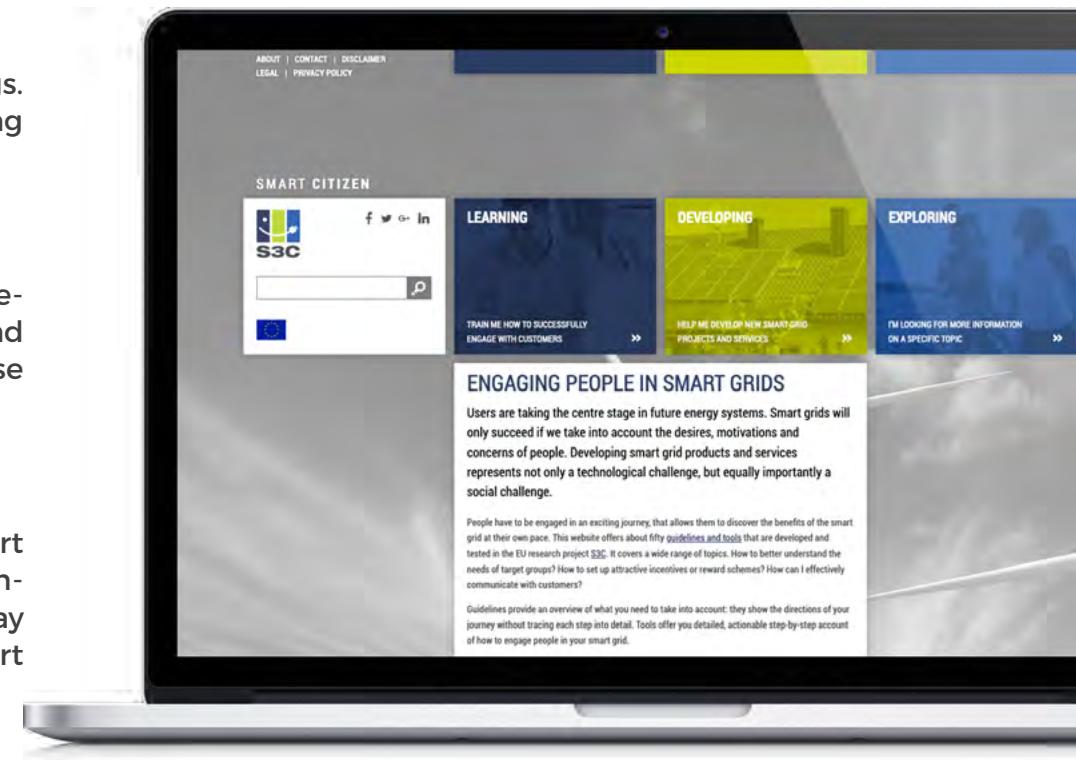 gs.
ng
e-
nd
se
rt
n-
ay
rt
ABOUT | CONTACT | DISCLAIMER
LEGAL | PRIVACY POLICY
SMART CITIZEN
S3C
LEARNING
TRAIN ME HOW TO SUCCESSFULLY
ENGAGE WITH CUSTOMERS
DEVELOPING
HELP ME DEVELOP NEW SMART GRID
PROJECTS AND SERVICES
EXPLORING
I'M LOOKING FOR MORE INFORMATION
ON A SPECIFIC TOPIC
ENGAGING PEOPLE IN SMART GRIDS
Users are taking the centre stage in future energy systems. Smart grids will
only succeed if we take into account the desires, motivations and
concerns of people. Developing smart grid products and services
represents not only a technological challenge, but equally importantly a
social challenge.
People have to be engaged in an exciting journey, that allows them to discover the benefits of the smart
grid at their own pace. This website offers about fifty guidelines and tools that are developed and
tested in the EU research project S3C. It covers a wide range of topics. How to better understand the
needs of target groups? How to set up attractive incentives or reward schemes? How can I effectively
communicate with customers?
Guidelines provide an overview of what you need to take into account: they show the directions of your
journey without tracing each step into detail. Tools offer you detailed, actionable step-by-step account
of how to engage people in your smart grid.